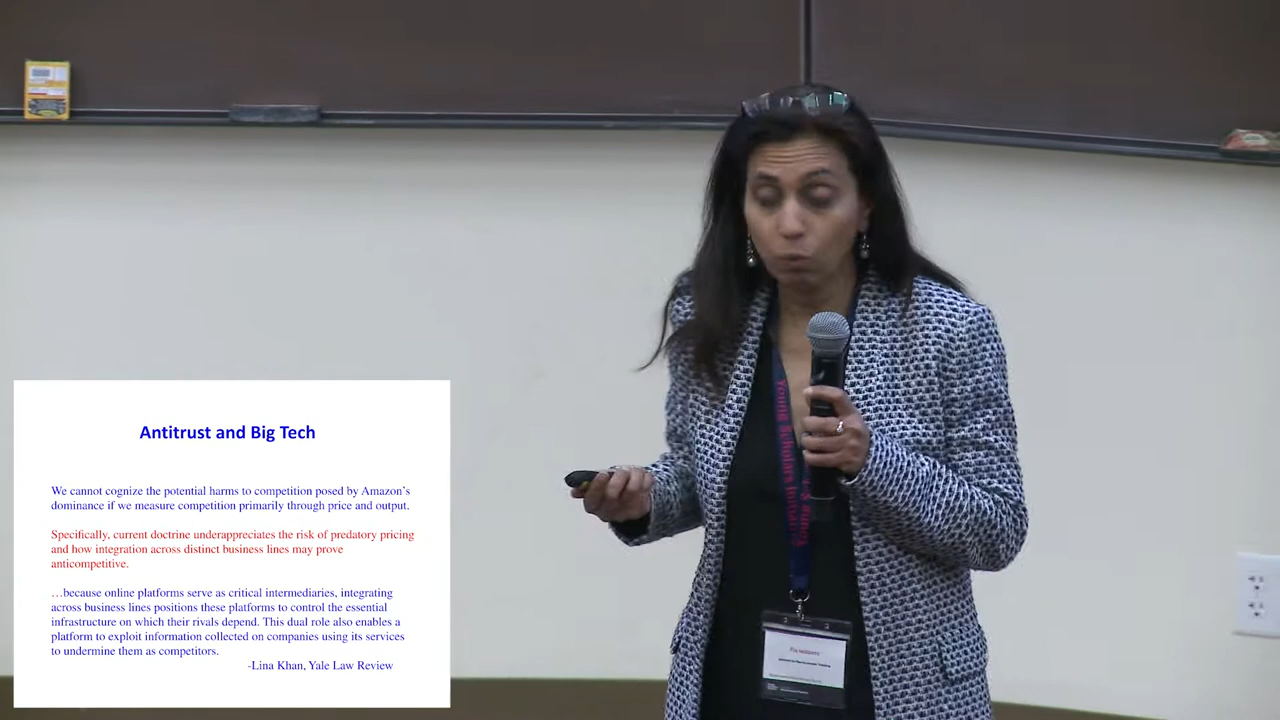 Antitrust and Big Tech
We cannot cognize the potential harms to competition posed by Amazon's
dominance if we measure competition primarily through price and output.
Specifically, current doctrine underappreciates the risk of predatory pricing
and how integration across distinct business lines may prove
anticompetitive.
…because online platforms serve as critical intermediaries, integrating
across business lines positions these platforms to control the essential
infrastructure on which their rivals depend. This dual role also enables a
platform to exploit information collected on companies using its services
to undermine them as competitors.
-Lina Khan, Yale Law Review
Young Scholars Initiative